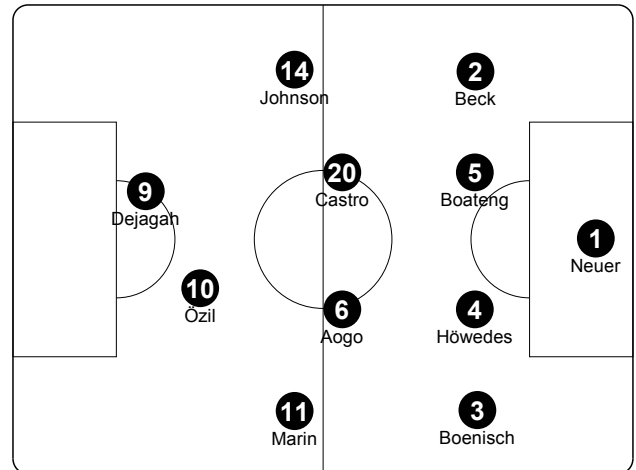 14
Johnson
2
Beck
20
Castro
5
Boateng
9
Dejagah
1
Neuer
10
Özil
6
Aogo
4
Höwedes
11
Marin
3
Boenisch